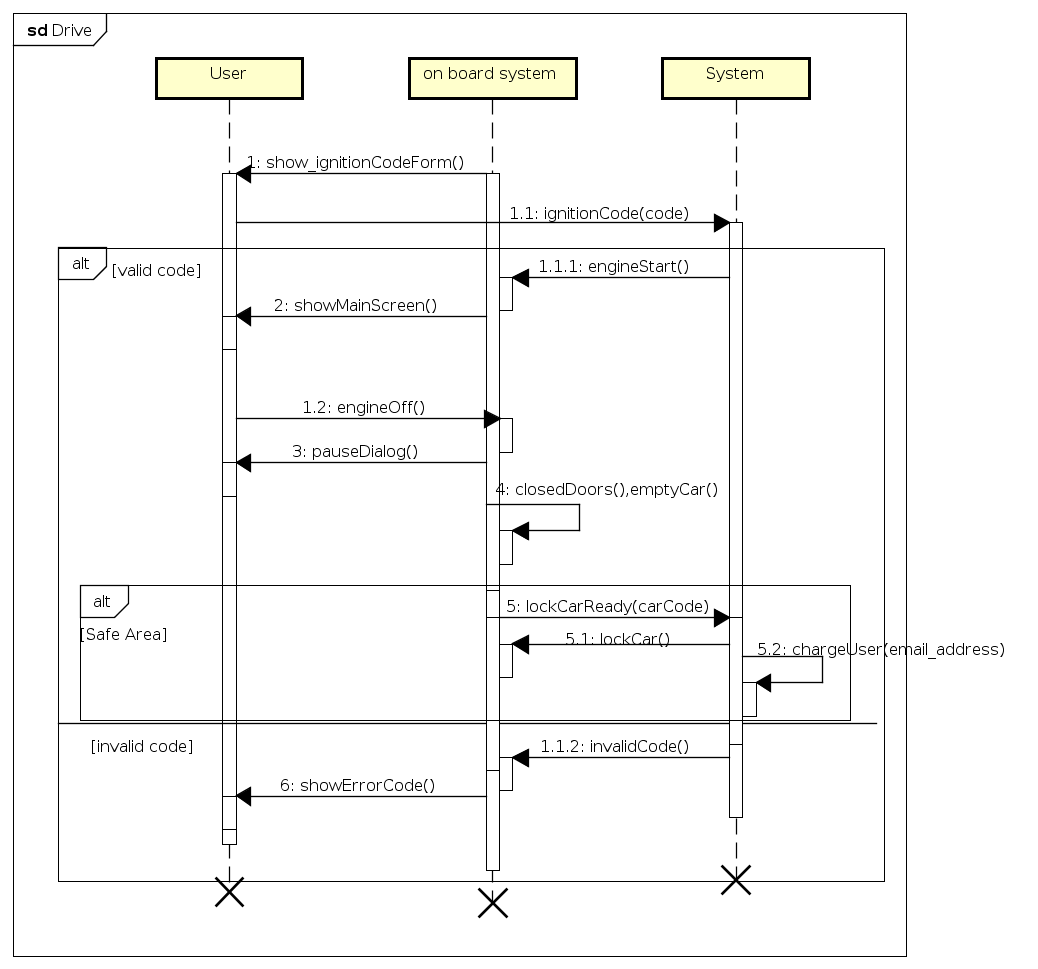 sd Drive
User
on board system
System
1: show_ignitionCodeForm()
1.1: ignitionCode(code)
alt
[valid code]
1.1.1: engineStart()
2: showMainScreen()
1.2: engineOff()
3: pauseDialog()
4: closedDoors(),emptyCar()
alt
5: lockCarReady(carCode)
[Safe Area]
5.1: lockCar()
5.2: chargeUser(email_address)
[invalid code]
1.1.2: invalidCode()
6: showErrorCode()